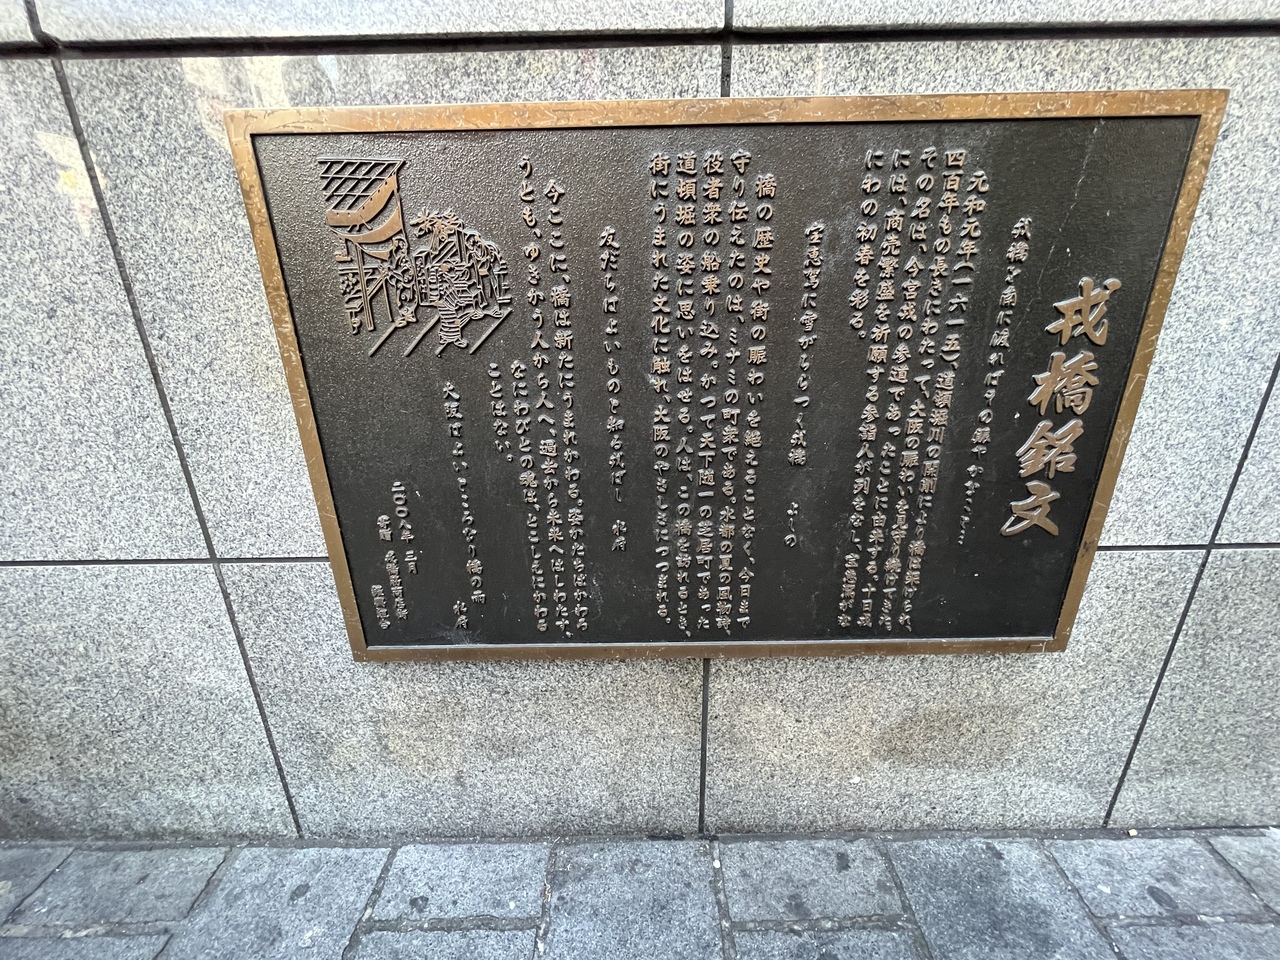 戎橋銘文
戎橋を南に渡れば夕の雛やかなこと…
元和元年(一六一五)、道頓堀川の開削により橋は架けられ、
四百年もの長きにわたって、大阪の賑わいを見守り続けてきた。
その名は、今宮戎の参道であったことに由来する。十日戎
には、商売繁盛を祈願する参詣人が列をなし、宝恵駕がな
にわの初春を彩る。
宝恵駕に雪がちらつく戎橋 よしの
橋の歴史や街の賑わいを絶えることなく、今日まで
守り伝えたのは、ミナミの町衆である。水都の夏の風物詩、
役者衆の船乗り込み。かつて天下随一の芝居町であった
道頓堀の姿に思いをはせる。人は、この橋を訪れるとき、
街にうまれた文化に触れ、大阪のやさしさにつつまれる。
友だちはよいものと知る戎ばし 水府
今ここに、橋は新たにうまれかわる。姿かたちはかわろ
うとも、ゆきかう人から人へ、過去から未来へはしわたす、
なにわびとの魂は、とこしえにかわる
ことはない。
大阪はよいところなり橋の雨 水府
二〇〇八年 三月